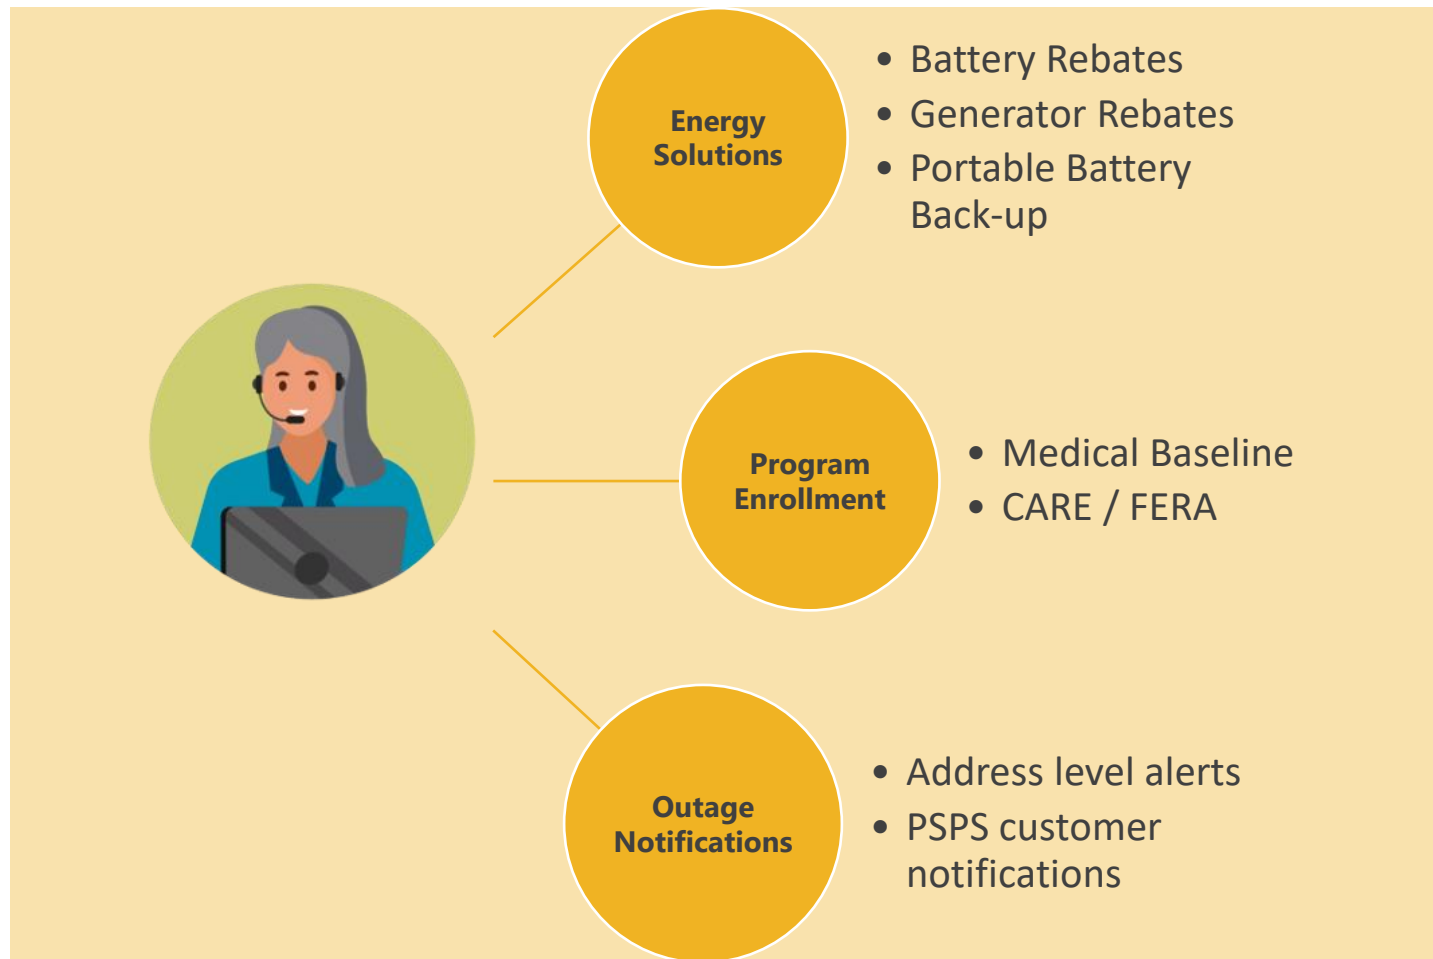 Energy
Solutions
• Battery Rebates
• Generator Rebates
• Portable Battery
Back-up
Program
Enrollment
• Medical Baseline
• CARE / FERA
Outage
Notifications
• Address level alerts
• PSPS customer
notifications